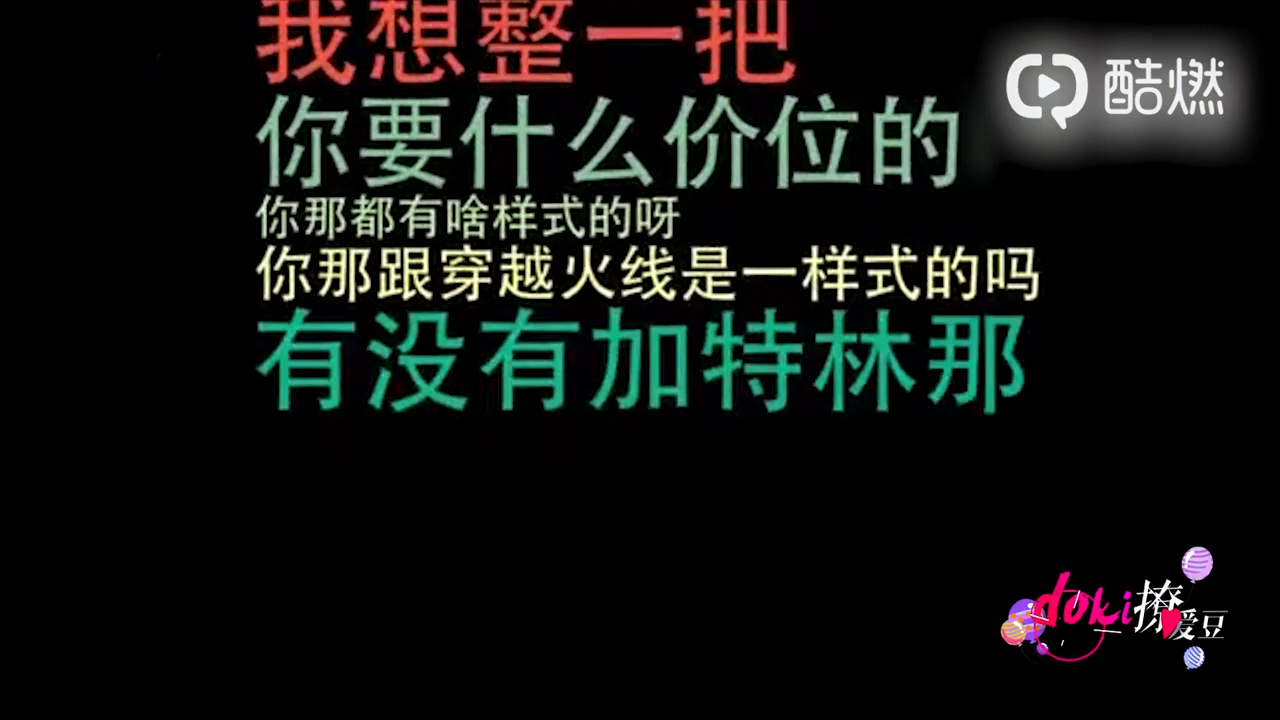 我想整一把
酷燃
你要什么价位的
你那都有啥样式的呀
你那跟穿越火线是一样式的吗
有没有加特林那
doki撩爱豆